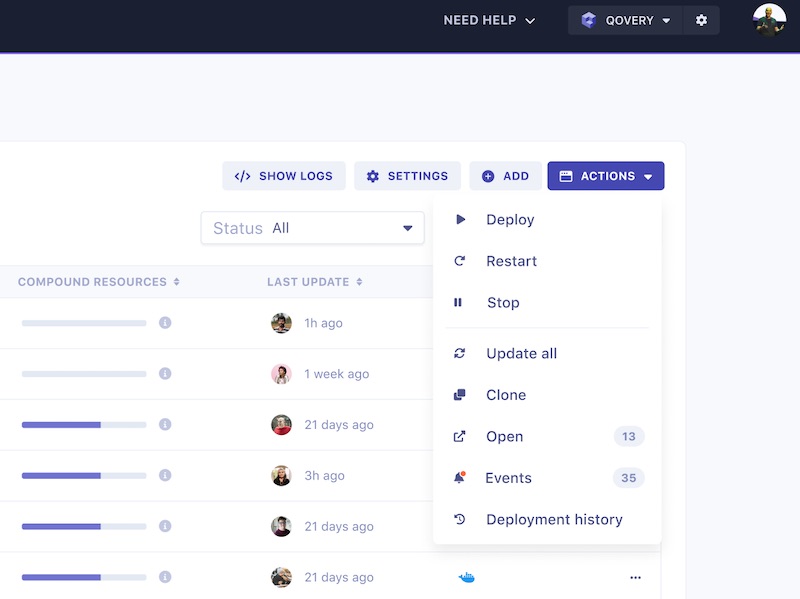 NEED HELP
QOVERY
</> SHOW LOGS
SETTINGS
ADD
ACTIONS
Status All
Deploy
Restart
Stop
Update all
Clone
Open 13
Events 35
Deployment history
COMPOUND RESOURCES
LAST UPDATE
1h ago
1 week ago
21 days ago
3h ago
21 days ago
21 days ago